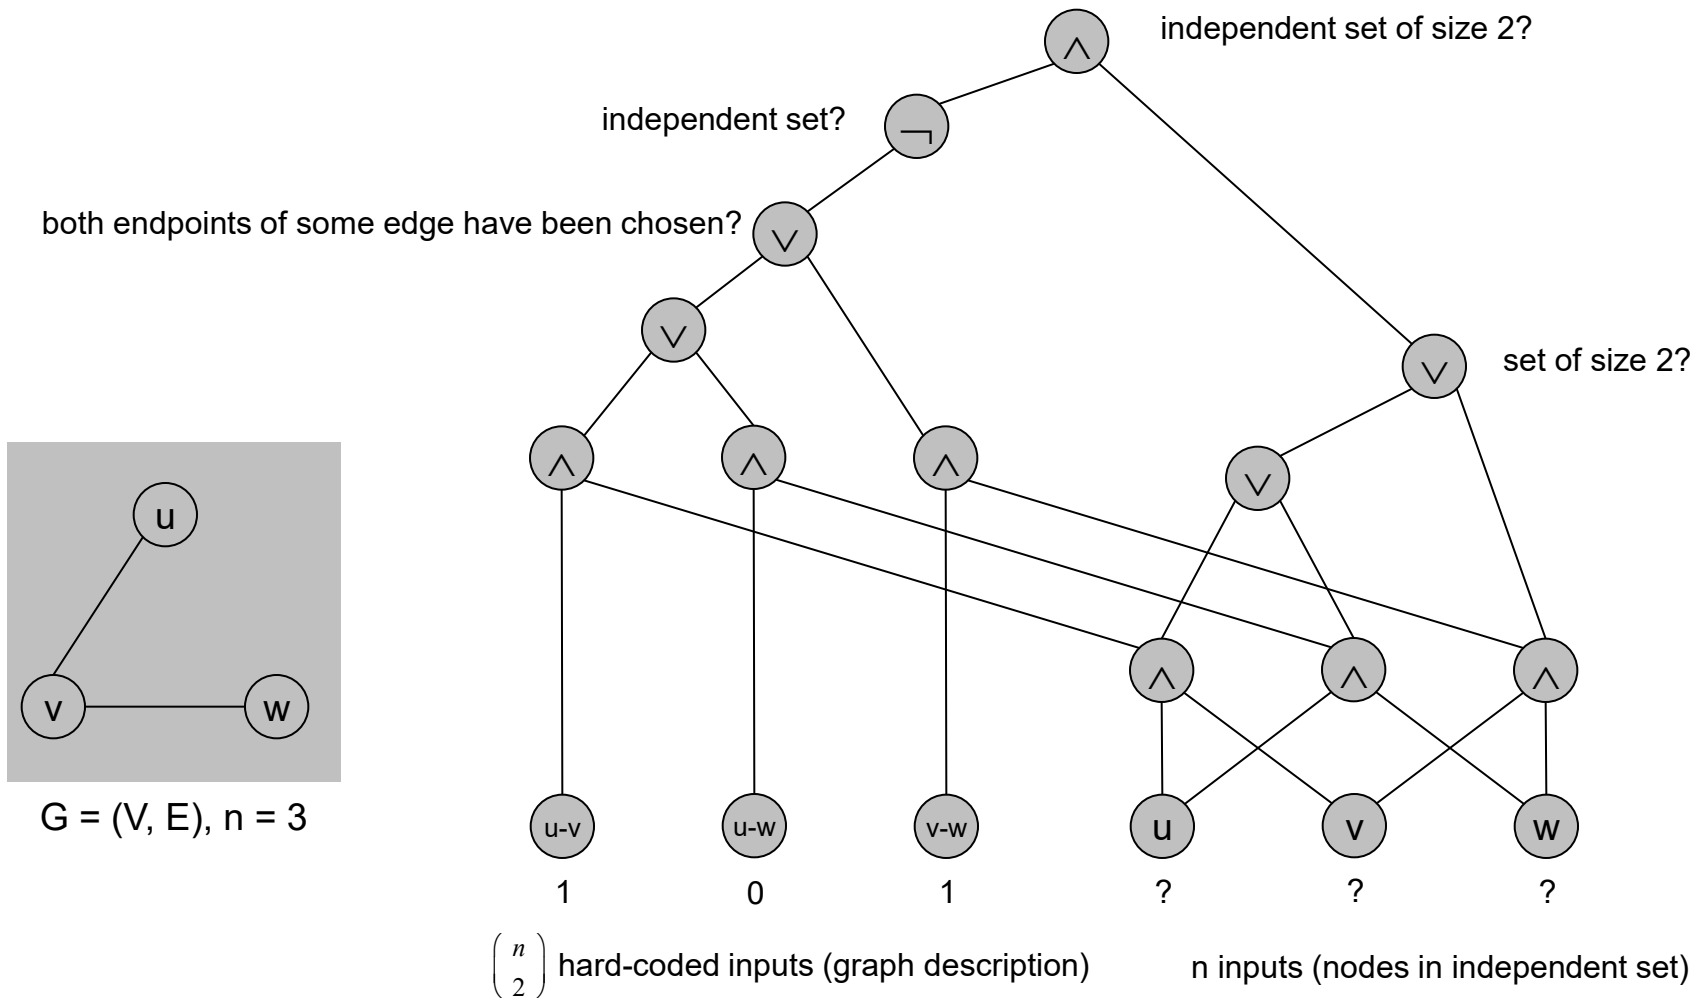 ∧
independent set of size 2?
independent set?
¬
both endpoints of some edge have been chosen?
∨
∨
∨
set of size 2?
∧
∧
∧
∨
u
v
w
G = (V, E), n = 3
∧
∧
∧
u-v
u-w
v-w
u
v
w
1
0
1
?
?
?
( n 2 ) hard-coded inputs (graph description)
n inputs (nodes in independent set)